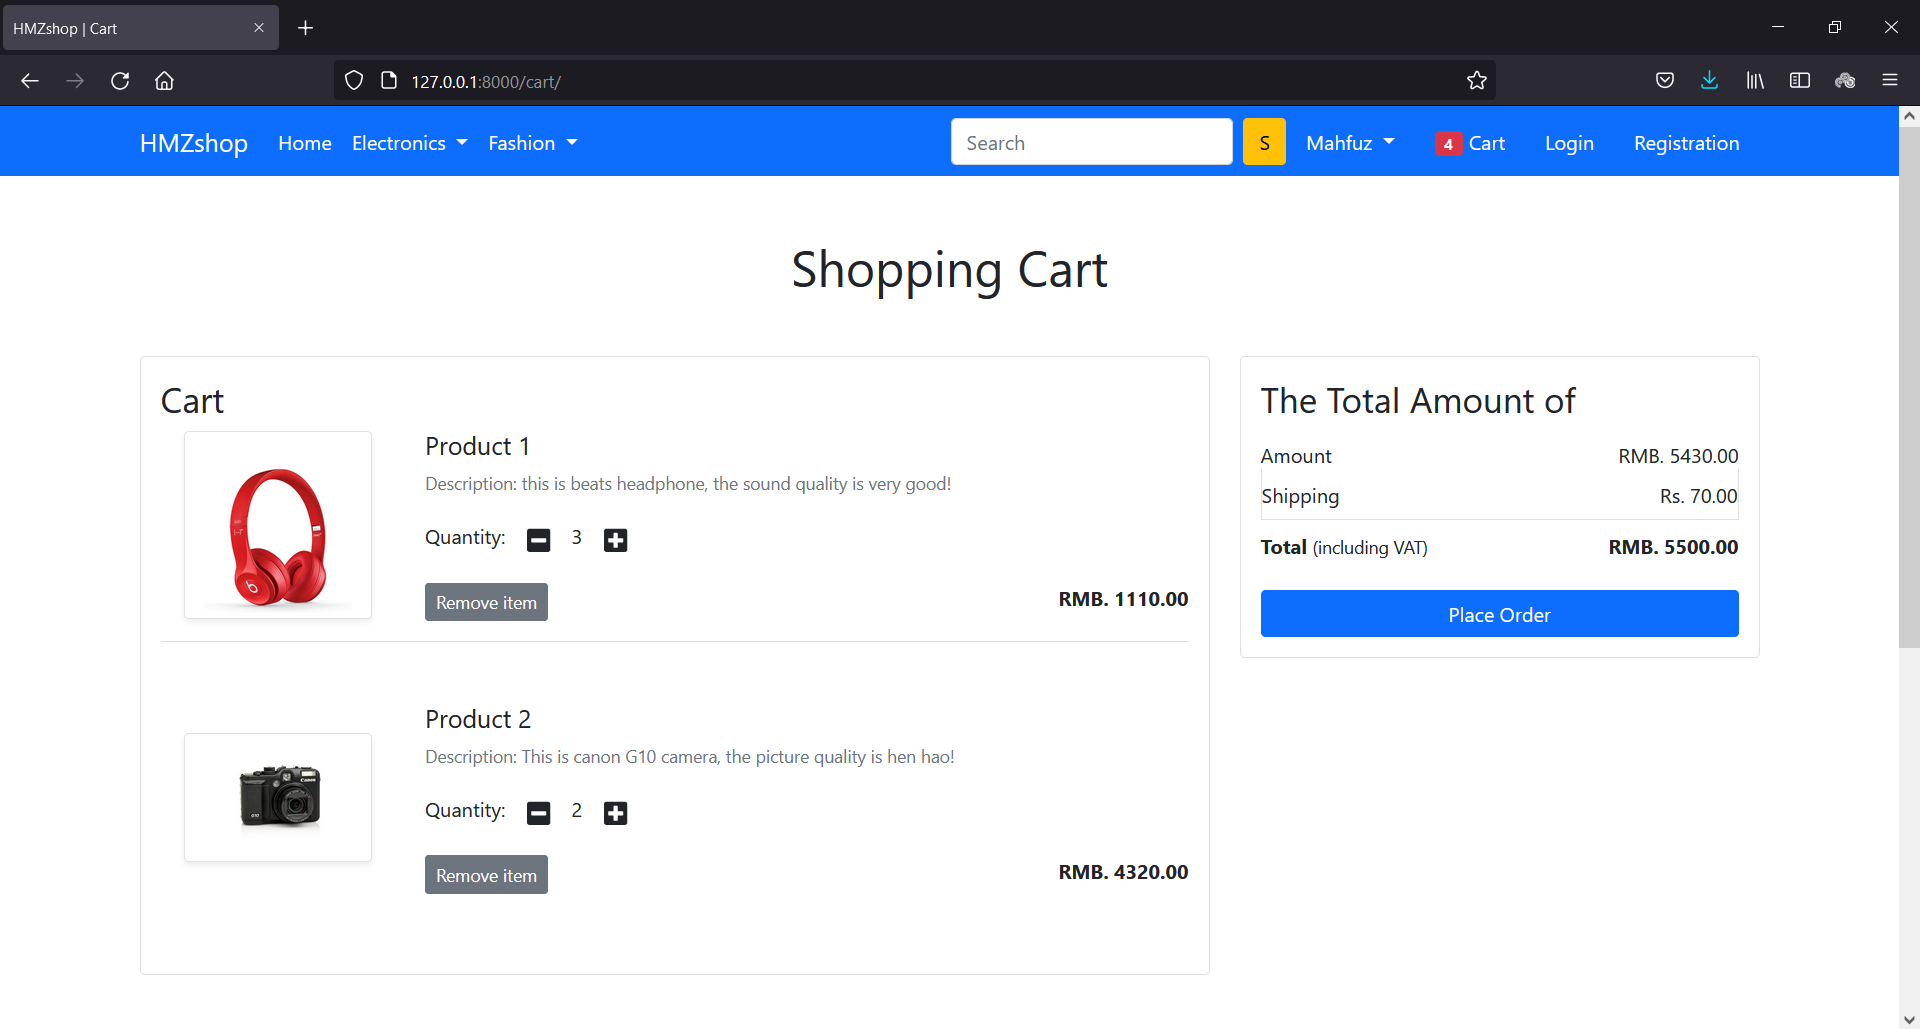 HMZshop | Cart
127.0.0.1:8000/cart/
HMZshop Home Electronics Fashion Search S Mahfuz 4 Cart Login Registration
Shopping Cart
Cart
Product 1
Description: this is beats headphone, the sound quality is very good!
Quantity: 3
Remove item
RMB. 1110.00
Product 2
Description: This is canon G10 camera, the picture quality is hen hao!
Canon
G10
Quantity: 2
Remove item
RMB. 4320.00
The Total Amount of
Amount RMB. 5430.00
Shipping Rs. 70.00
Total (including VAT) RMB. 5500.00
Place Order